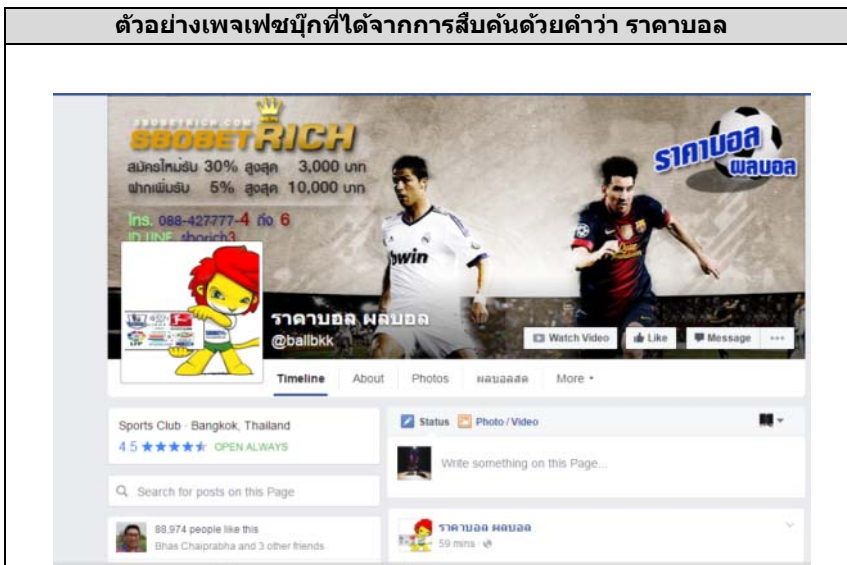 ตัวอย่างเพจเฟซบุ๊กที่ได้จากการสืบค้นด้วยคำว่า ราคาบอล
SBOBETRICH.COM
SBOBETRICH
สมัครใหม่รับ 30% สูงสุด 3,000 บาท
ฝากเพิ่มรับ 5% สูงสุด 10,000 บาท
โทร. 088-427777-4 ถึง 6
ID LINE sborich3
ราคาบอล
ผลบอล
bwin
ราคาบอล ผลบอล
@ballbkk
Watch Video
Like
Message
Timeline About Photos ผลบอลสด More
Sports Club · Bangkok, Thailand
4.5 ★★★★★ OPEN ALWAYS
Status Photo / Video
Write something on this Page...
Search for posts on this Page
88,974 people like this
Bhas Chaiprabha and 3 other friends
ราคาบอล ผลบอล
59 mins ·